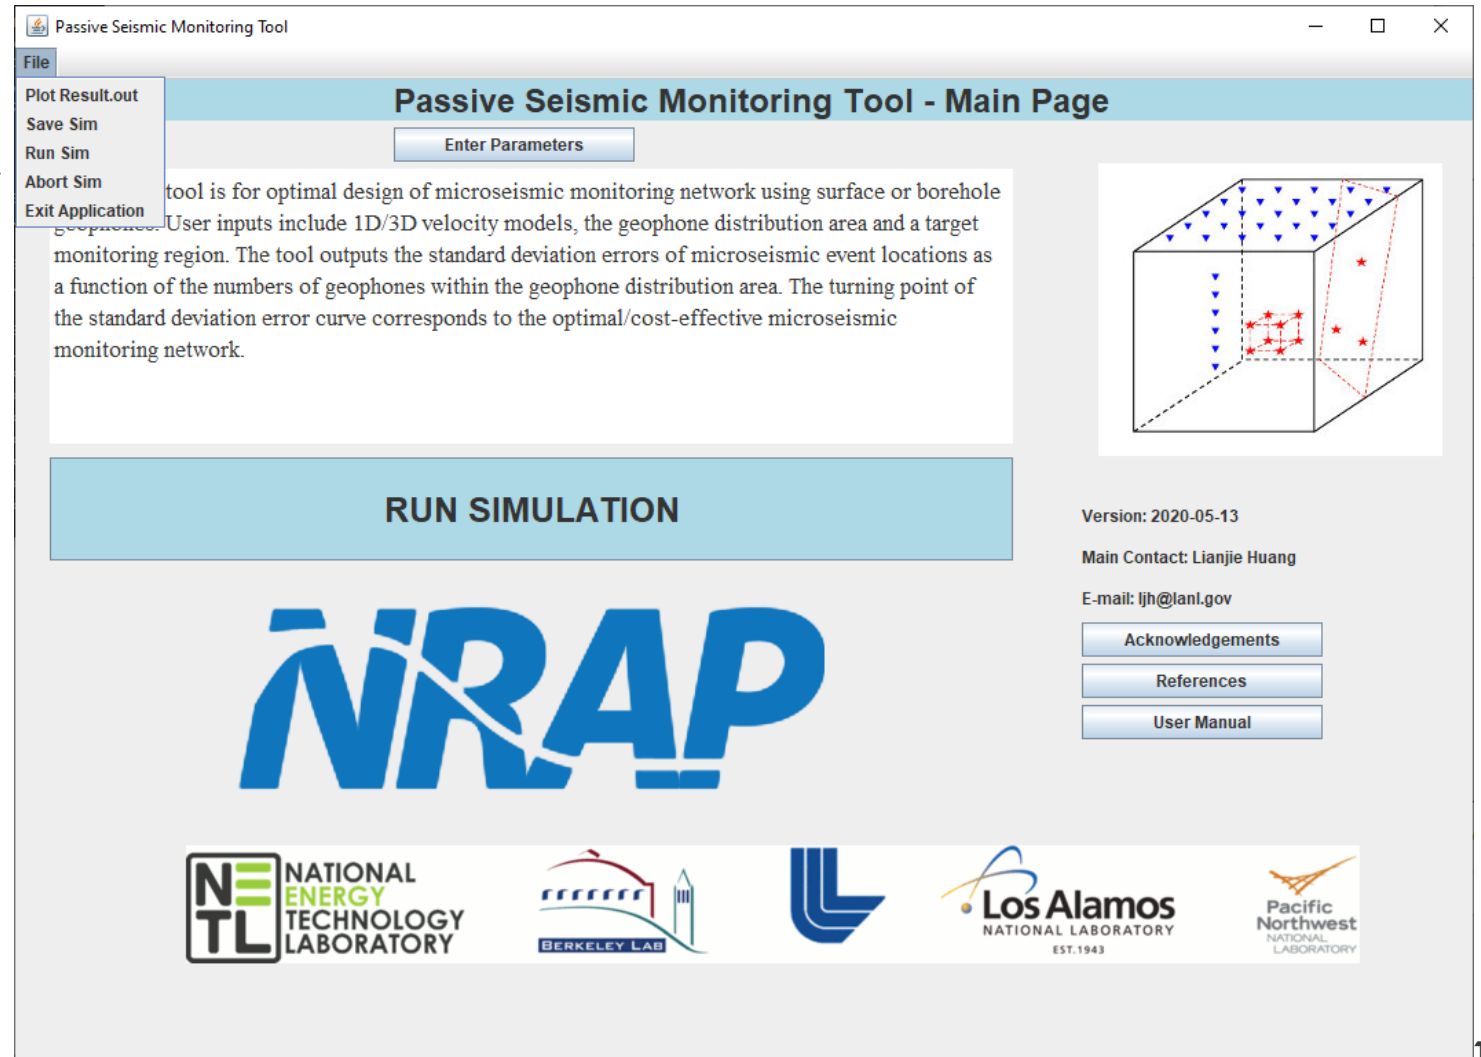 Passive Seismic Monitoring Tool
File
Plot Result.out
Save Sim
Run Sim
Abort Sim
Exit Application
Passive Seismic Monitoring Tool - Main Page
Enter Parameters
tool is for optimal design of microseismic monitoring network using surface or borehole
User inputs include 1D/3D velocity models, the geophone distribution area and a target
monitoring region. The tool outputs the standard deviation errors of microseismic event locations as
a function of the numbers of geophones within the geophone distribution area. The turning point of
the standard deviation error curve corresponds to the optimal/cost-effective microseismic
monitoring network.
RUN SIMULATION
Version: 2020-05-13
Main Contact: Lianjie Huang
E-mail: ljh@lanl.gov
Acknowledgements
References
User Manual
NRAP
NETL
NATIONAL
ENERGY
TECHNOLOGY
LABORATORY
BERKELEY LAB
Los Alamos
NATIONAL LABORATORY
EST.1943
Pacific
Northwest
NATIONAL
LABORATORY